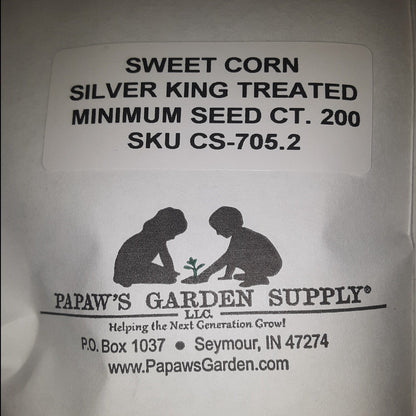 SWEET CORN
SILVER KING TREATED
MINIMUM SEED CT. 200
SKU CS-705.2
PAPAW'S GARDEN SUPPLY®
LLC.
Helping the Next Generation Grow!
P.O. Box 1037 ● Seymour, IN 47274
www.PapawsGarden.com